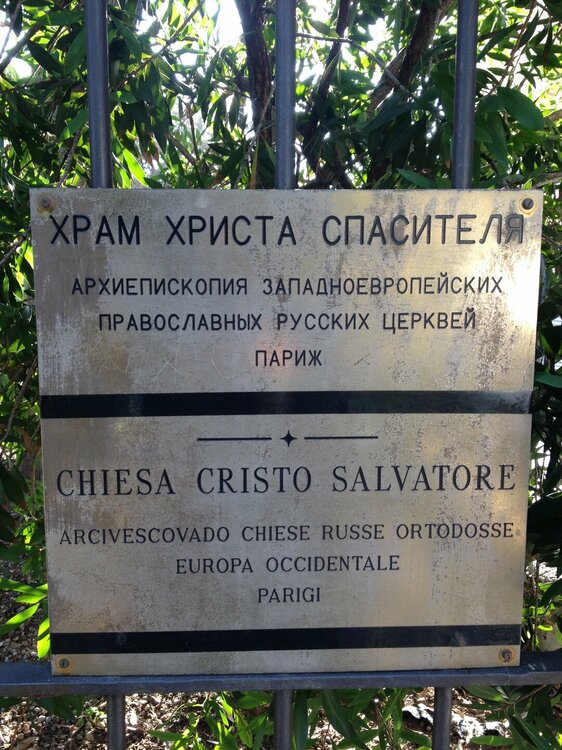 ХРАМ ХРИСТА СПАСИТЕЛЯ
АРХИЕПИСКОПИЯ ЗАПАДНОЕВРОПЕЙСКИХ
ПРАВОСЛАВНЫХ РУССКИХ ЦЕРКВЕЙ
ПАРИЖ
CHIESA CRISTO SALVATORE
ARCIVESCOVADO CHIESE RUSSE ORTODOSSE
EUROPA OCCIDENTALE
PARIGI